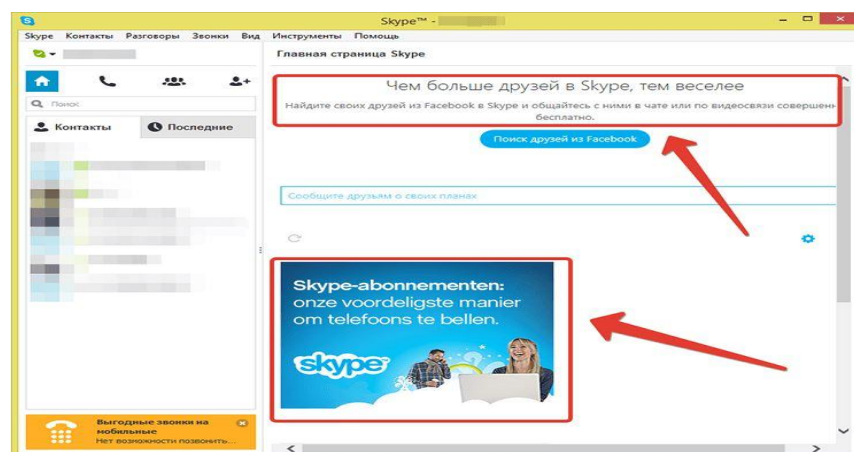 Skype™ -
Skype Контакты Разговоры Звонки Вид Инструменты Помощь
Главная страница Skype
Поиск
Контакты
Последние
Чем больше друзей в Skype, тем веселее
Найдите своих друзей из Facebook в Skype и общайтесь с ними в чате или по видеосвязи совершенн
бесплатно.
Поиск друзей из Facebook
Сообщите друзьям о своих планах
Skype-abonnementen:
onze voordeligste manier
om telefoons te bellen.
skype
Выгодные звонки на
мобильные
Нет возможности позвонить...